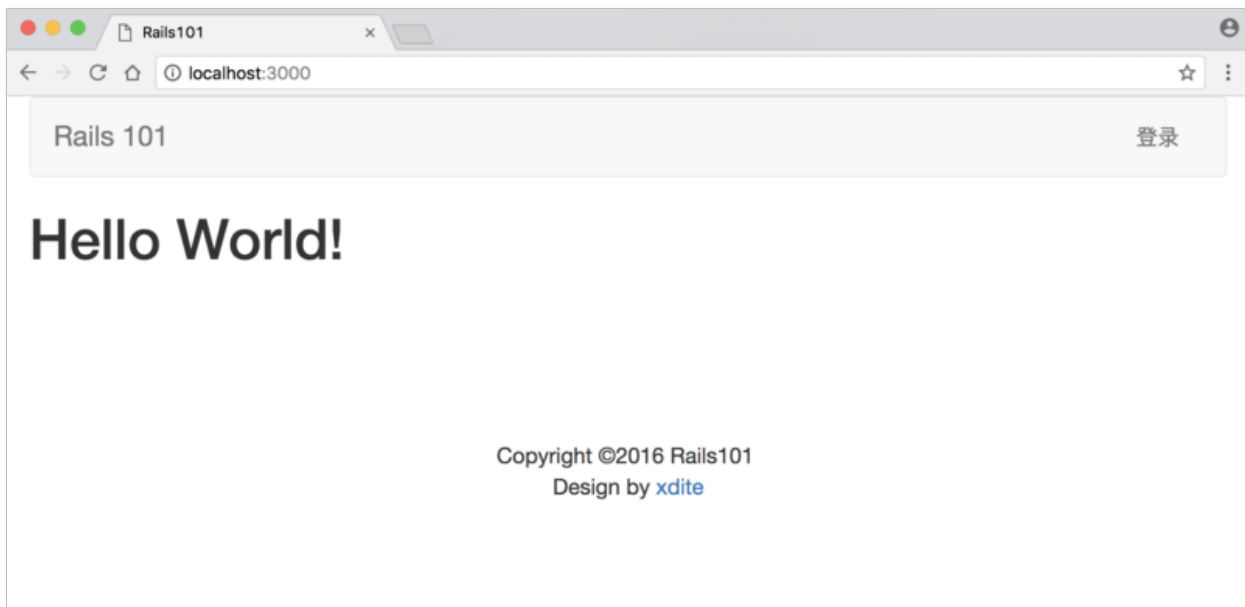 Rails101
localhost:3000
Rails 101
登录
Hello World!
Copyright ©2016 Rails101
Design by xdite